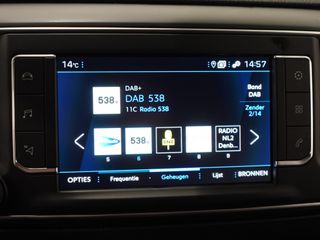 14°C 14:57
DAB+
538
DAB 538
11C Radio 538
Band
DAB
Zender
2/14
538
RADIO
NL2
Denb...
5 6 7 8 9
OPTIES Frequentie Geheugen Lijst BRONNEN